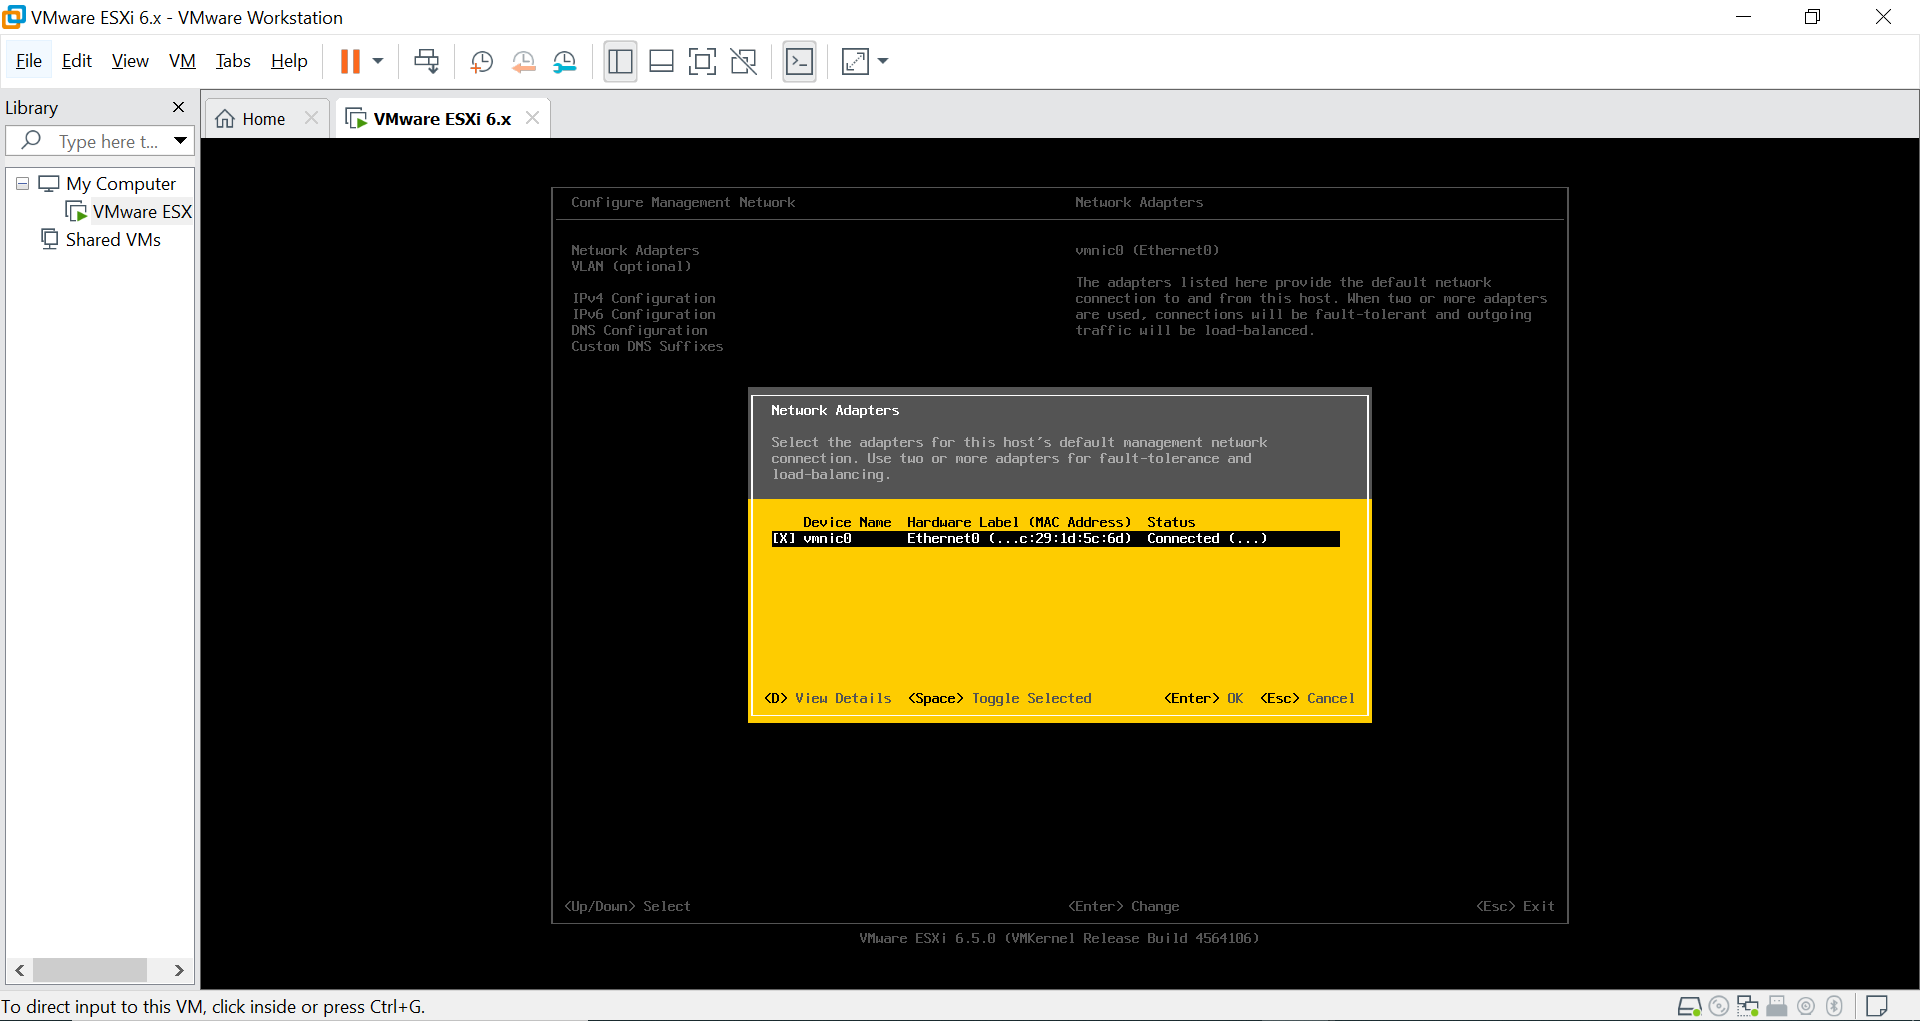 VMware ESXi 6.x - VMware Workstation
File Edit View VM Tabs Help
Library
Type here t...
My Computer
VMware ESX
Shared VMs
Home
VMware ESXi 6.x
Configure Management Network Network Adapters
Network Adapters vmnic0 (Ethernet0)
VLAN (optional)
The adapters listed here provide the default network
IPv4 Configuration connection to and from this host. When two or more adapters
IPv6 Configuration are used, connections will be fault-tolerant and outgoing
DNS Configuration traffic will be load-balanced.
Custom DNS Suffixes
Network Adapters
Select the adapters for this host's default management network
connection. Use two or more adapters for fault-tolerance and
load-balancing.
Device Name Hardware Label (MAC Address) Status
[X] vmnic0 Ethernet0 (...c:29:1d:5c:6d) Connected (...)
<D> View Details <Space> Toggle Selected <Enter> OK <Esc> Cancel
<Up/Down> Select <Enter> Change <Esc> Exit
VMware ESXi 6.5.0 (VMKernel Release Build 4564106)
To direct input to this VM, click inside or press Ctrl+G.